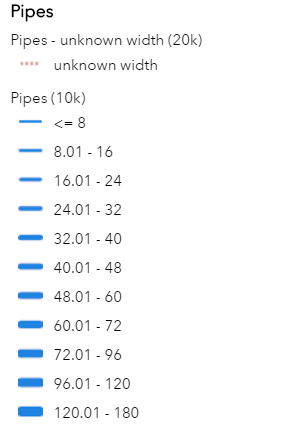 Pipes
Pipes - unknown width (20k)
unknown width
Pipes (10k)
<= 8
8.01 - 16
16.01 - 24
24.01 - 32
32.01 - 40
40.01 - 48
48.01 - 60
60.01 - 72
72.01 - 96
96.01 - 120
120.01 - 180